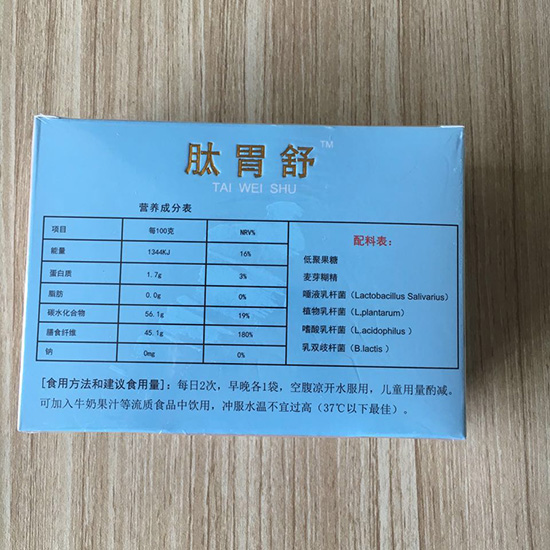 肽胃舒™
TAI WEI SHU
营养成分表
项目 每100克 NRV%
能量 1344KJ 16%
蛋白质 1.7g 3%
脂肪 0.0g 0%
碳水化合物 56.1g 19%
膳食纤维 45.1g 180%
钠 0mg 0%
配料表：
低聚果糖
麦芽糊精
唾液乳杆菌（Lactobacillus Salivarius）
植物乳杆菌（L.plantarum）
嗜酸乳杆菌（L.acidophilus ）
乳双歧杆菌（B.lactis ）
[食用方法和建议食用量]：每日2次，早晚各1袋，空腹凉开水服用，儿童用量酌减。
可加入牛奶果汁等流质食品中饮用，冲服水温不宜过高（37℃以下最佳）。